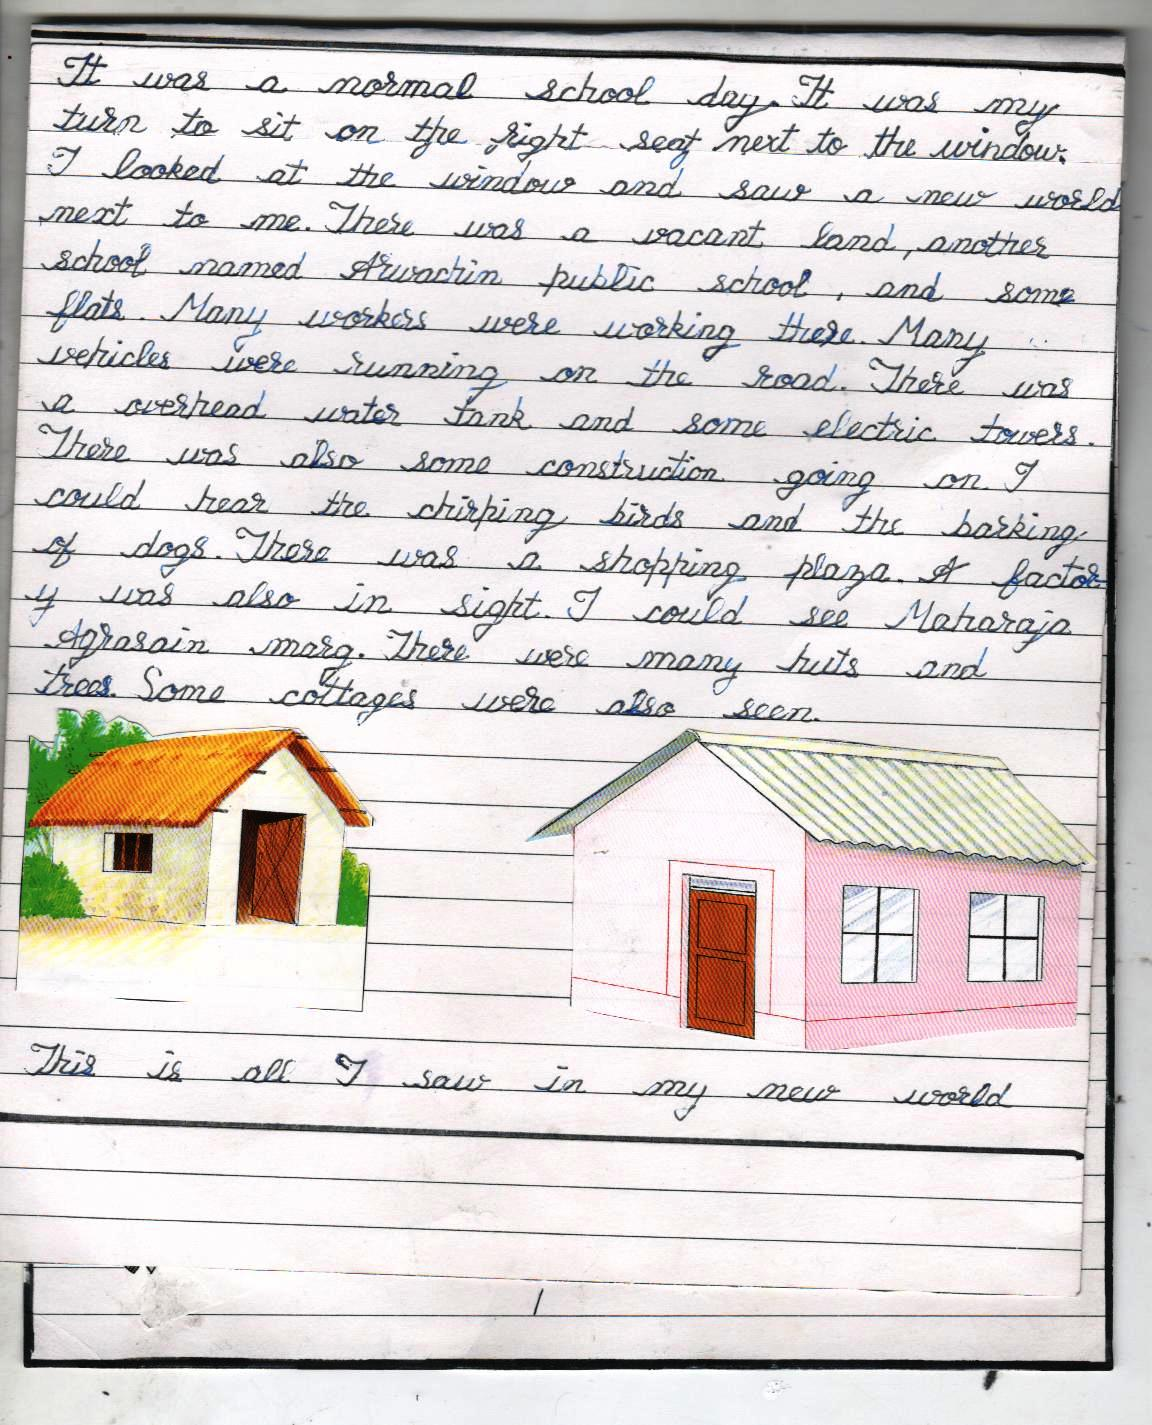 It was a normal school day. It was my
turn to sit on the right seat next to the window.
I looked at the window and saw a new world
next to me. There was a vacant land, another
school named Arwachin public school, and some
flats. Many workers were working there. Many
vehicles were running on the road. There was
a overhead water tank and some electric towers.
There was also some construction going on. I
could hear the chirping birds and the barking
of dogs. There was a shopping plaza. A factor
y was also in sight. I could see Maharaja
Agrasain marg. There were many huts and
trees. Some cottages were also seen.
This is all I saw in my new world
1